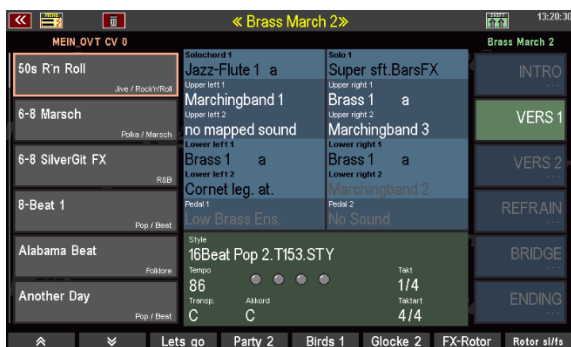 « Brass March 2»
13:20:30
MEIN_OVT CV 0
Brass March 2
50s R'n Roll
Jive / Rock'n'Roll
6-8 Marsch
Polka / Marsch
6-8 SilverGit FX
R&B
8-Beat 1
Pop / Beat
Alabama Beat
Folklore
Another Day
Pop / Beat
Solochord 1
Jazz-Flute 1 a
Solo 1
Super sft.BarsFX
Upper left 1
Marchingband 1
Upper right 1
Brass 1 a
Upper left 2
no mapped sound
Upper right 2
Marchingband 3
Lower left 1
Brass 1 a
Lower right 1
Brass 1 a
Lower left 2
Cornet leg. at.
Lower right 2
Marchingband 2
Pedal 1
Low Brass Ens.
Pedal 2
No Sound
Style
16Beat Pop 2.T153.STY
Tempo
86
Takt
1/4
Transp.
C
Akkord
C
Taktart
4/4
INTRO
VERS 1
VERS 2
REFRAIN
BRIDGE
ENDING
Lets go
Party 2
Birds 1
Glocke 2
FX-Rotor
Rotor sl/fs